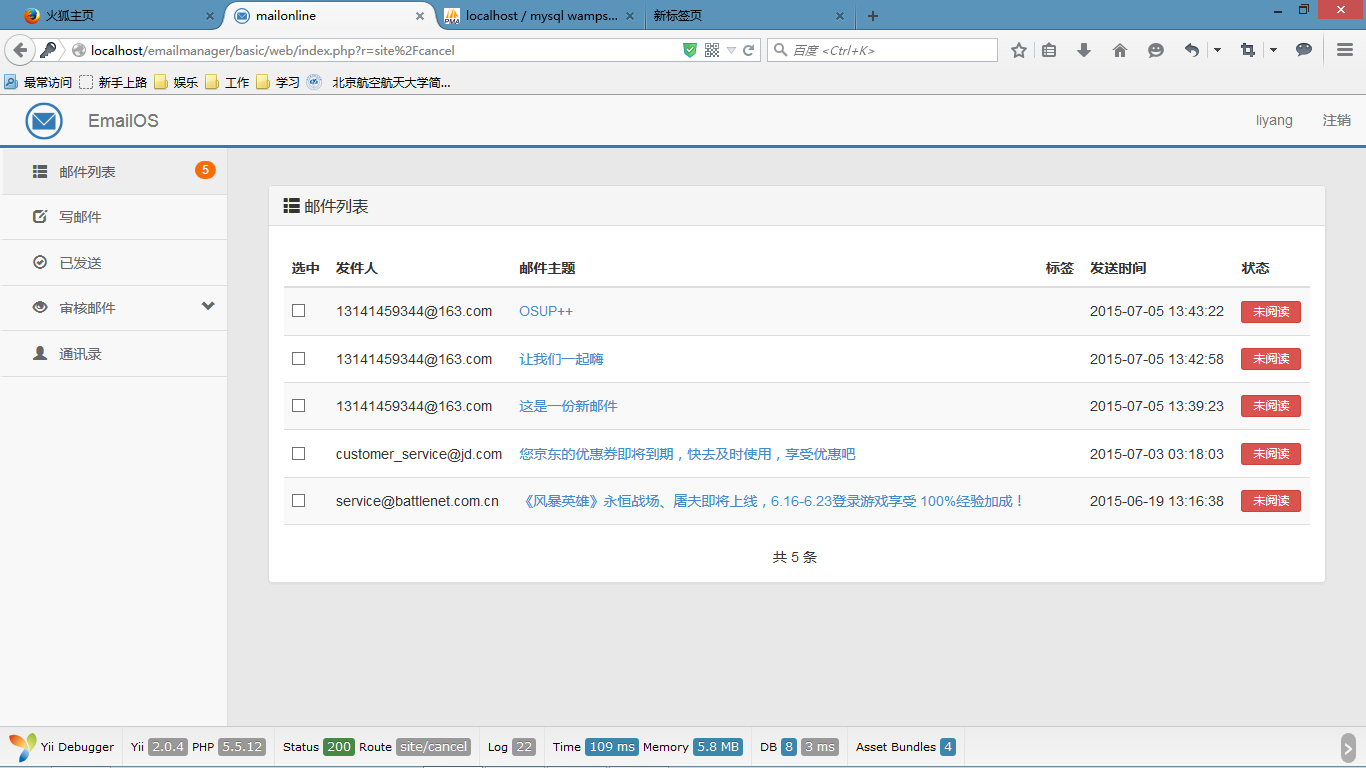 火狐主页
mailonline
localhost / mysql wamps...
新标签页
localhost/emailmanager/basic/web/index.php?r=site%2Fcancel
百度 <Ctrl+K>
最常访问 新手上路 娱乐 工作 学习 北京航空航天大学简...
EmailOS
liyang 注销
邮件列表 5
写邮件
已发送
审核邮件
通讯录
邮件列表
选中 发件人 邮件主题 标签 发送时间 状态
13141459344@163.com OSUP++ 2015-07-05 13:43:22 未阅读
13141459344@163.com 让我们一起嗨 2015-07-05 13:42:58 未阅读
13141459344@163.com 这是一份新邮件 2015-07-05 13:39:23 未阅读
customer_service@jd.com 您京东的优惠券即将到期，快去及时使用，享受优惠吧 2015-07-03 03:18:03 未阅读
service@battlenet.com.cn 《风暴英雄》永恒战场、屠夫即将上线，6.16-6.23登录游戏享受 100%经验加成！ 2015-06-19 13:16:38 未阅读
共 5 条
Yii Debugger Yii 2.0.4 PHP 5.5.12 Status 200 Route site/cancel Log 22 Time 109 ms Memory 5.8 MB DB 8 3 ms Asset Bundles 4